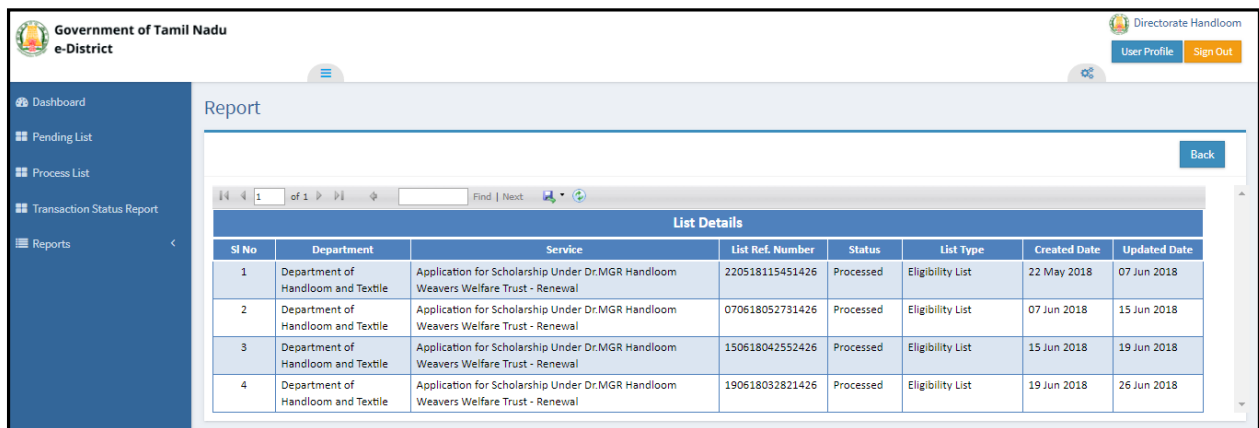 Government of Tamil Nadu
e-District
Directorate Handloom
User Profile Sign Out
Dashboard
Pending List
Process List
Transaction Status Report
Reports
Report
Back
1 of 1 Find | Next
List Details
Sl No Department Service List Ref. Number Status List Type Created Date Updated Date
1 Department of Application for Scholarship Under Dr.MGR Handloom 220518115451426 Processed Eligibility List 22 May 2018 07 Jun 2018
Handloom and Textile Weavers Welfare Trust - Renewal
2 Department of Application for Scholarship Under Dr.MGR Handloom 070618052731426 Processed Eligibility List 07 Jun 2018 15 Jun 2018
Handloom and Textile Weavers Welfare Trust - Renewal
3 Department of Application for Scholarship Under Dr.MGR Handloom 150618042552426 Processed Eligibility List 15 Jun 2018 19 Jun 2018
Handloom and Textile Weavers Welfare Trust - Renewal
4 Department of Application for Scholarship Under Dr.MGR Handloom 190618032821426 Processed Eligibility List 19 Jun 2018 26 Jun 2018
Handloom and Textile Weavers Welfare Trust - Renewal